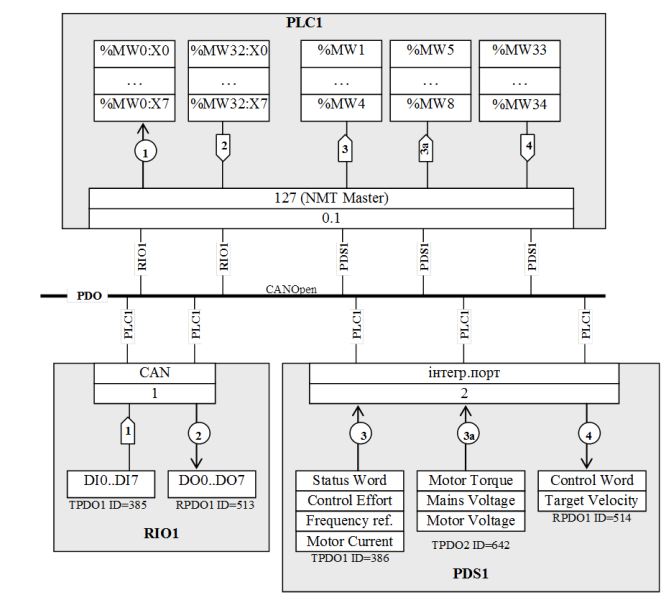 PLC1
%MW0:X0 %MW32:X0 %MW1 %MW5 %MW33
... ... ... ... ...
%MW0:X7 %MW32:X7 %MW4 %MW8 %MW34
1 2 3 3a 4
127 (NMT Master)
0.1
RIO1 RIO1 PDS1 PDS1 PDS1
PDO CANOpen
PLC1 PLC1 PLC1 PLC1 PLC1
CAN інтегр.порт
1 2
1 2 3 3a 4
DI0..DI7 DO0..DO7 Status Word Motor Torque Control Word
Control Effort Mains Voltage Target Velocity
TPDO1 ID=385 RPDO1 ID=513 Frequency ref. Motor Voltage RPDO1 ID=514
RIO1 Motor Current TPDO2 ID=642
TPDO1 ID=386
PDS1